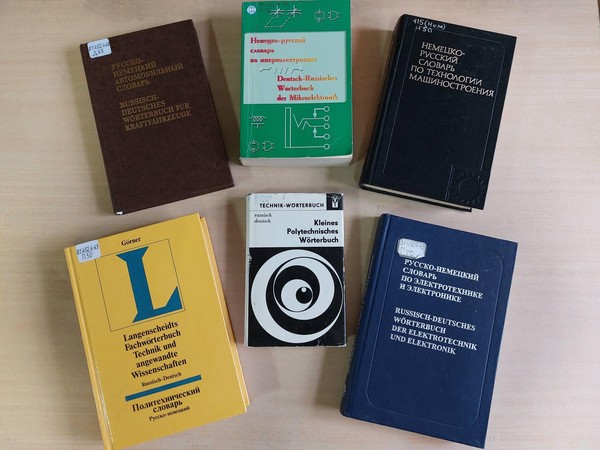 РУССКО-
НЕМЕЦКИЙ
АВТОМОБИЛЬНЫЙ
СЛОВАРЬ
RUSSISCH-
DEUTSCHES
WÖRTERBUCH FÜR
KRAFTFAHRZEUGE
Немецко-русский
словарь
по микроэлектронике
Deutsch-Russisches
Wörterbuch
der Mikroelektronik
НЕМЕЦКО-
РУССКИЙ
СЛОВАРЬ
ПО ТЕХНОЛОГИИ
МАШИНОСТРОЕНИЯ
Görner
L
Langenscheidts
Fachwörterbuch
Technik und
angewandte
Wissenschaften
Russisch-Deutsch
Политехнический
словарь
Русско-немецкий
TECHNIK-WÖRTERBUCH
russisch
deutsch
Kleines
Polytechnisches
Wörterbuch
РУССКО-НЕМЕЦКИЙ
СЛОВАРЬ
ПО ЭЛЕКТРОТЕХНИКЕ
И ЭЛЕКТРОНИКЕ
RUSSISCH-DEUTSCHES
WÖRTERBUCH
DER ELEKTROTECHNIK
UND ELEKTRONIK